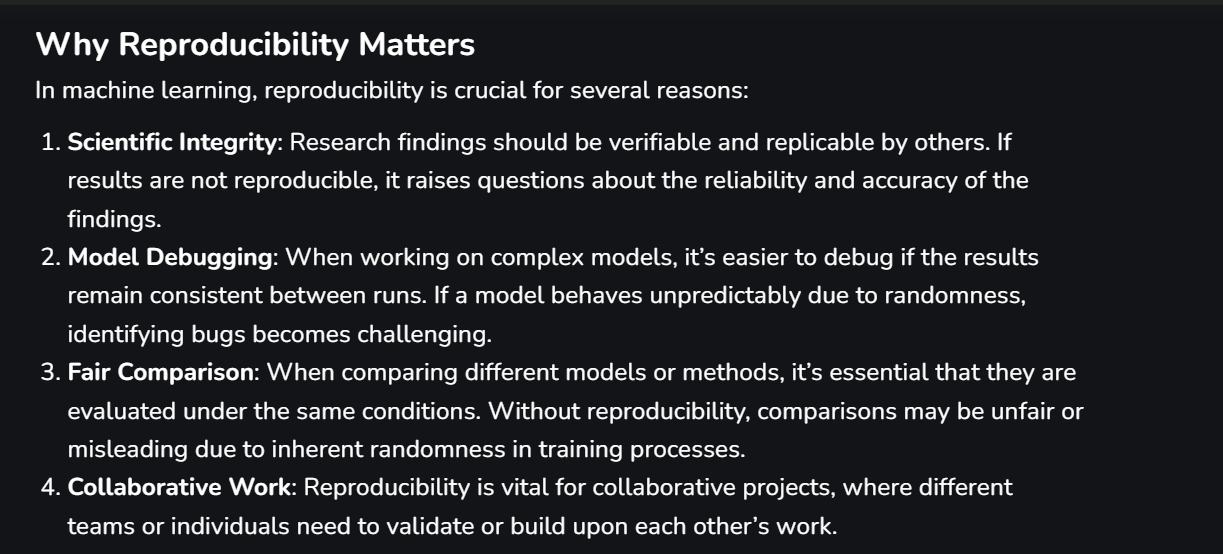 Why Reproducibility Matters
In machine learning, reproducibility is crucial for several reasons:
1. Scientific Integrity: Research findings should be verifiable and replicable by others. If
results are not reproducible, it raises questions about the reliability and accuracy of the
findings.
2. Model Debugging: When working on complex models, it’s easier to debug if the results
remain consistent between runs. If a model behaves unpredictably due to randomness,
identifying bugs becomes challenging.
3. Fair Comparison: When comparing different models or methods, it’s essential that they are
evaluated under the same conditions. Without reproducibility, comparisons may be unfair or
misleading due to inherent randomness in training processes.
4. Collaborative Work: Reproducibility is vital for collaborative projects, where different
teams or individuals need to validate or build upon each other’s work.